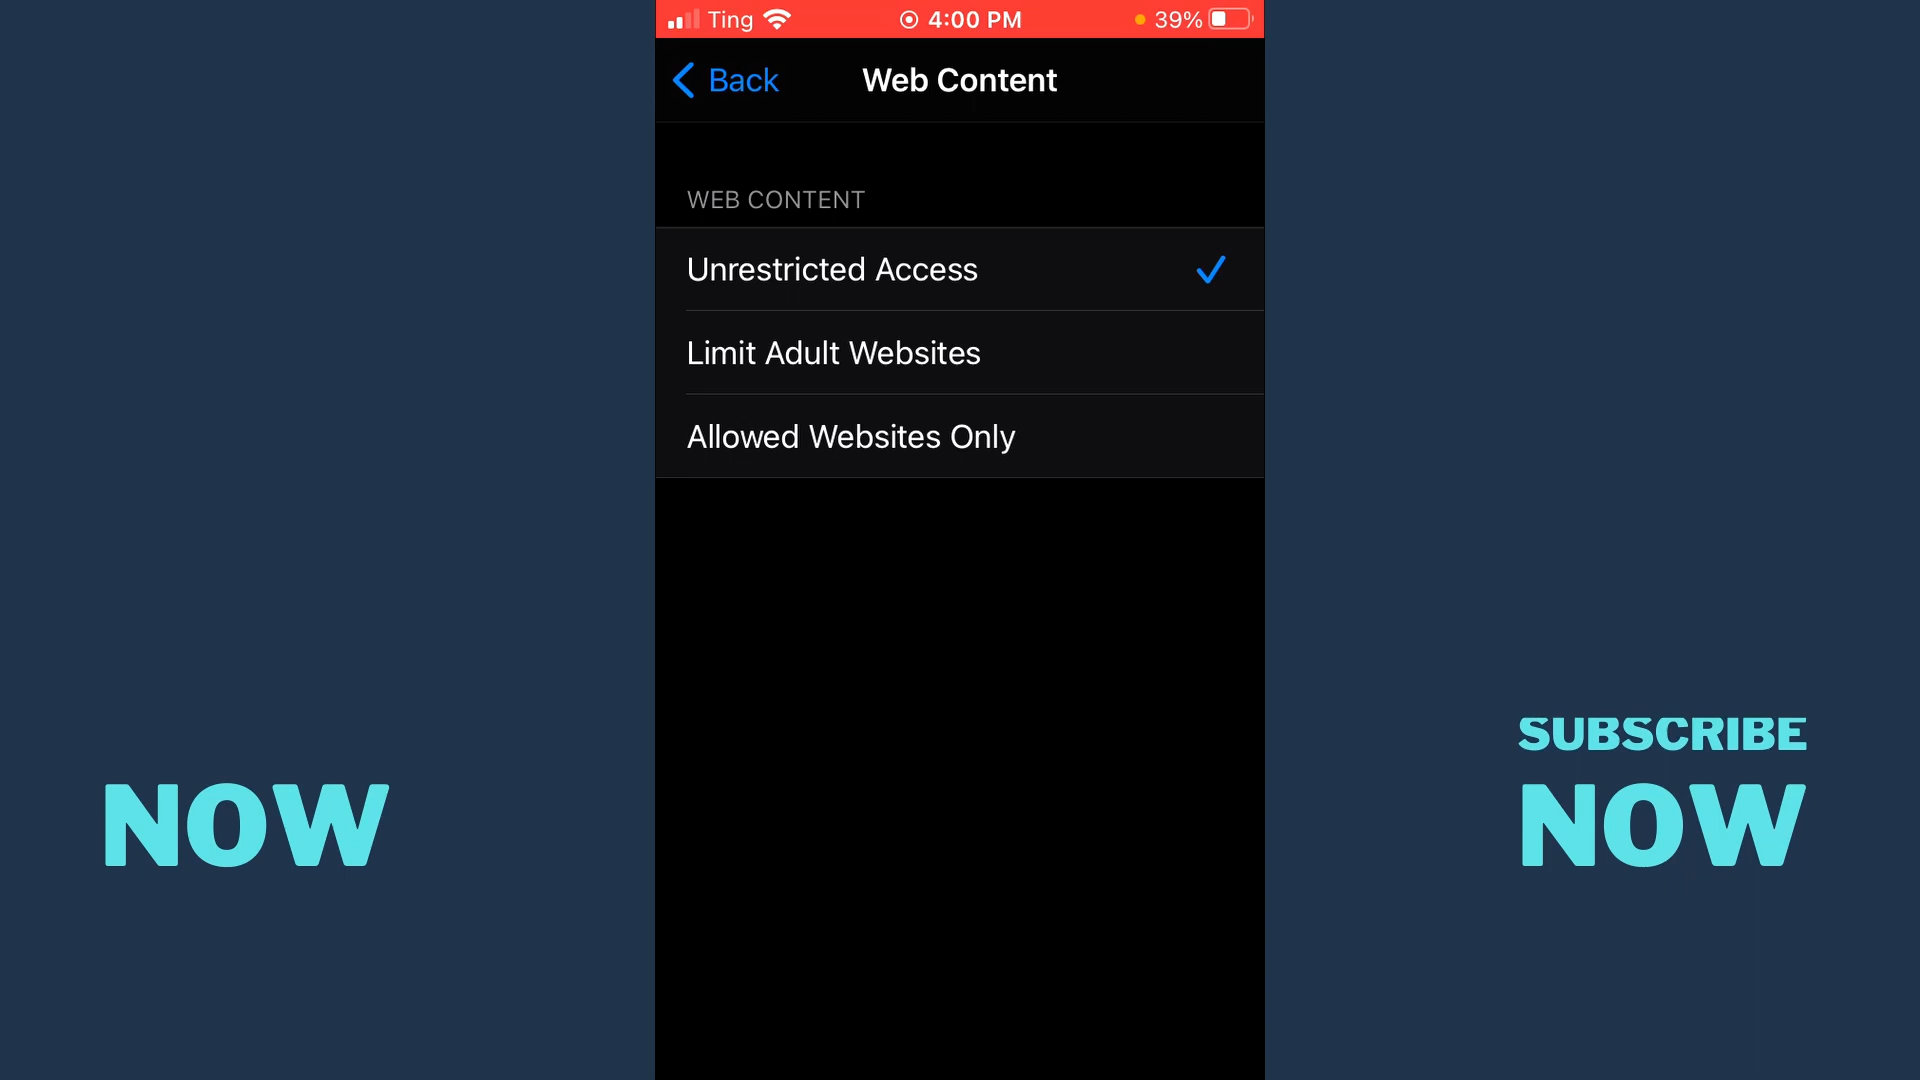 Ting
4:00 PM
39%
Back
Web Content
WEB CONTENT
Unrestricted Access
Limit Adult Websites
Allowed Websites Only
NOW
SUBSCRIBE
NOW